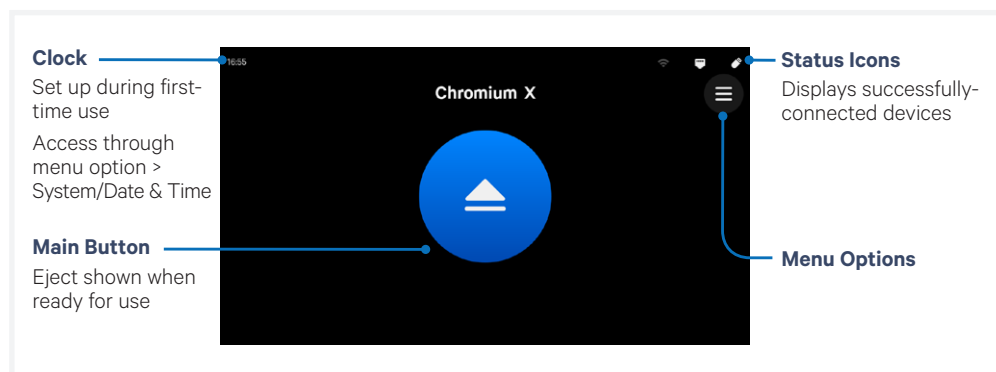 Clock
Set up during first-
time use
Access through
menu option >
System/Date & Time
Main Button
Eject shown when
ready for use
16:55
Chromium X
Status Icons
Displays successfully-
connected devices
Menu Options